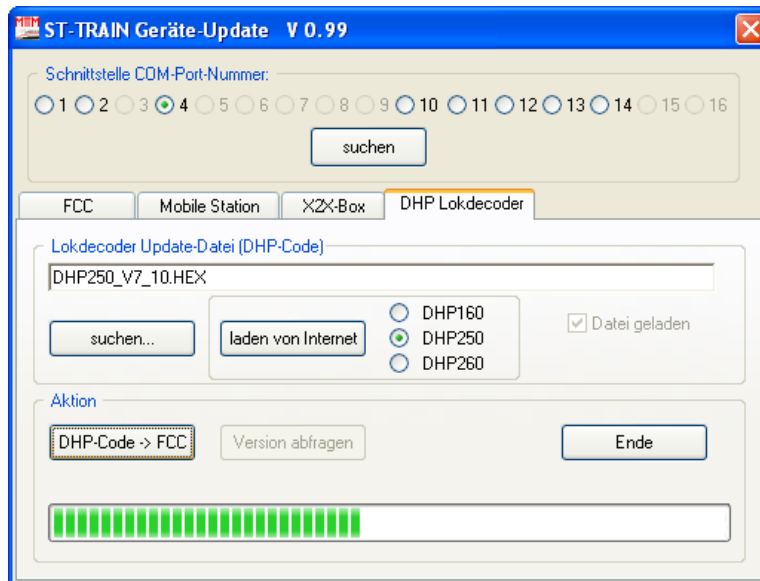 MTTM ST-TRAIN Geräte-Update V 0.99
Schnittstelle COM-Port-Nummer:
1 2 3 4 5 6 7 8 9 10 11 12 13 14 15 16
suchen
FCC Mobile Station X2X-Box DHP Lokdecoder
Lokdecoder Update-Datei (DHP-Code)
DHP250_V7_10.HEX
DHP160
suchen... laden von Internet DHP250 Datei geladen
DHP260
Aktion
DHP-Code -> FCC Version abfragen Ende